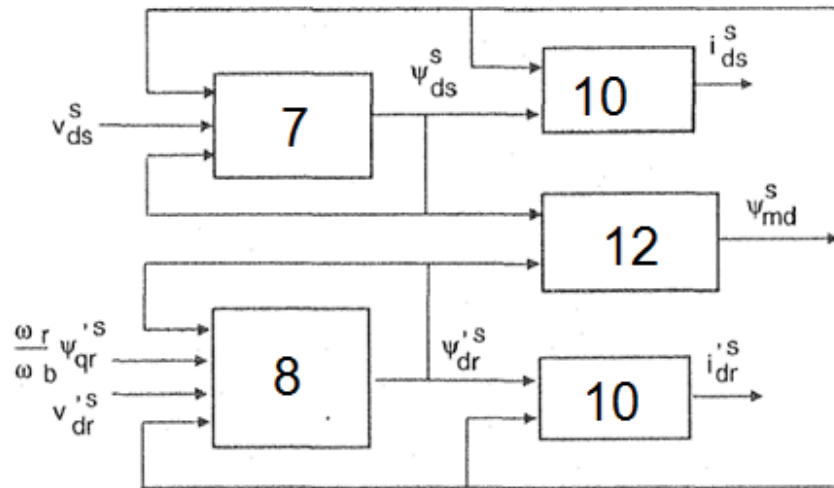 i_ds^s
ψ_ds^s
10
v_ds^s
7
ψ_md^s
12
ω_r/ω_b ψ'_qr^s
ψ'_dr^s
i'_dr^s
8
10
v'_dr^s